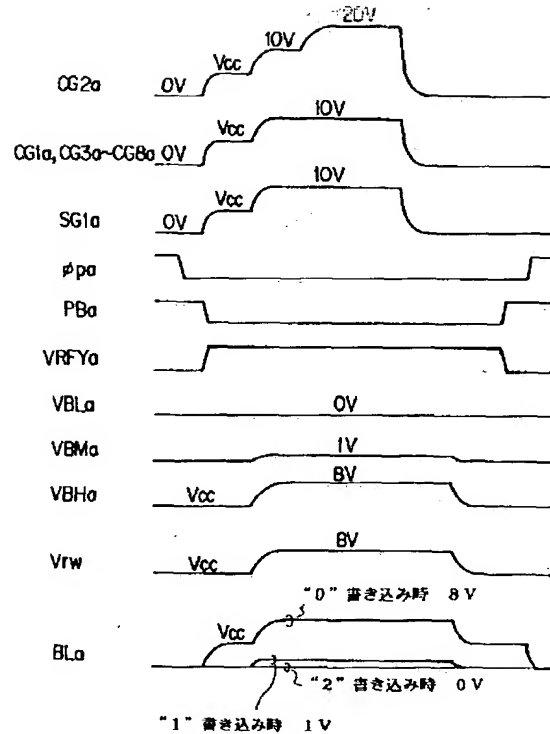 20V
10V
Vcc
0V
CG2a
10V
Vcc
CG1a,CG3a~CG8a 0V
10V
Vcc
SG1a 0V
φpa
PBa
VRFYa
VBLa 0V
VBMa 1V
8V
VBHa Vcc
8V
Vrw Vcc
"0" 書き込み時 8V
Vcc
BLa
"2" 書き込み時 0V
"1" 書き込み時 1V